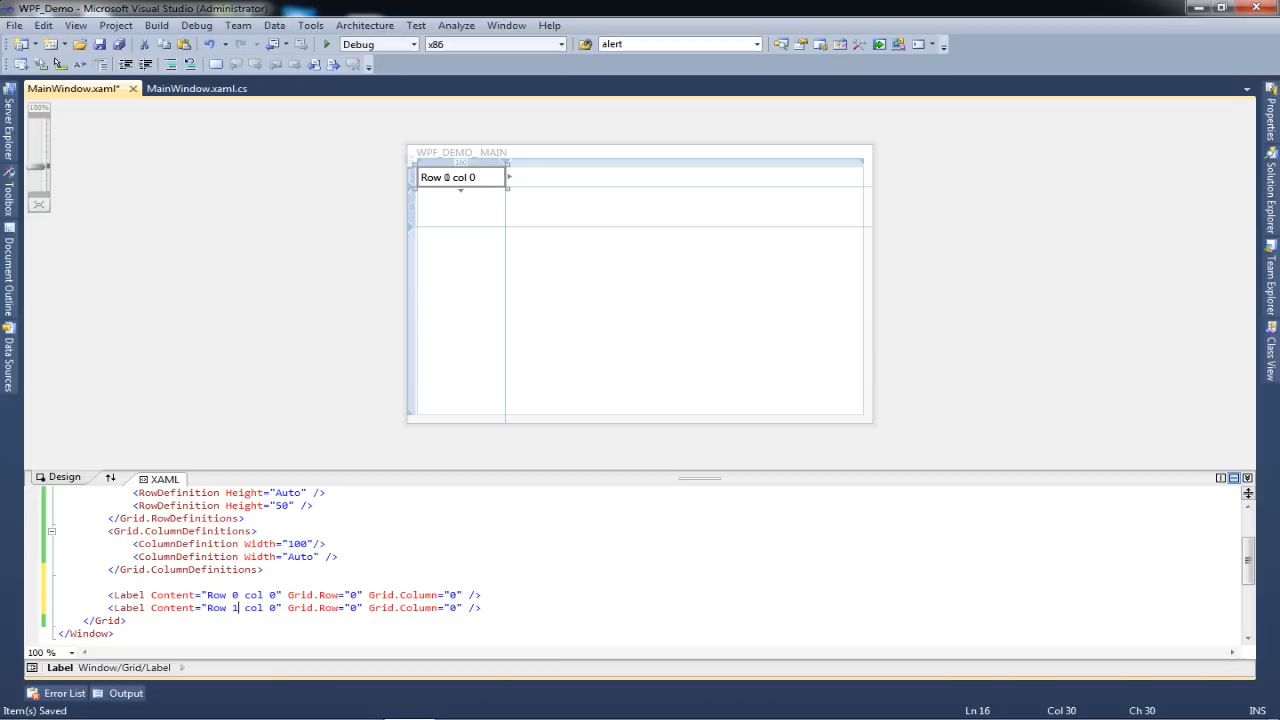 WPF_Demo - Microsoft Visual Studio (Administrator)
File Edit View Project Build Debug Team Data Tools Architecture Test Analyze Window Help
Debug x86 alert
MainWindow.xaml* MainWindow.xaml.cs
Server Explorer
Toolbox
Document Outline
Data Sources
100%
WPF_DEMO_MAIN
100
Row col 0
Properties
Solution Explorer
Team Explorer
Class View
Design XAML
<RowDefinition Height="Auto" />
<RowDefinition Height="50" />
</Grid.RowDefinitions>
<Grid.ColumnDefinitions>
<ColumnDefinition Width="100"/>
<ColumnDefinition Width="Auto" />
</Grid.ColumnDefinitions>
<Label Content="Row 0 col 0" Grid.Row="0" Grid.Column="0" />
<Label Content="Row 1 col 0" Grid.Row="0" Grid.Column="0" />
</Grid>
</Window>
100 %
Label Window/Grid/Label
Error List Output
Item(s) Saved Ln 16 Col 30 Ch 30 INS